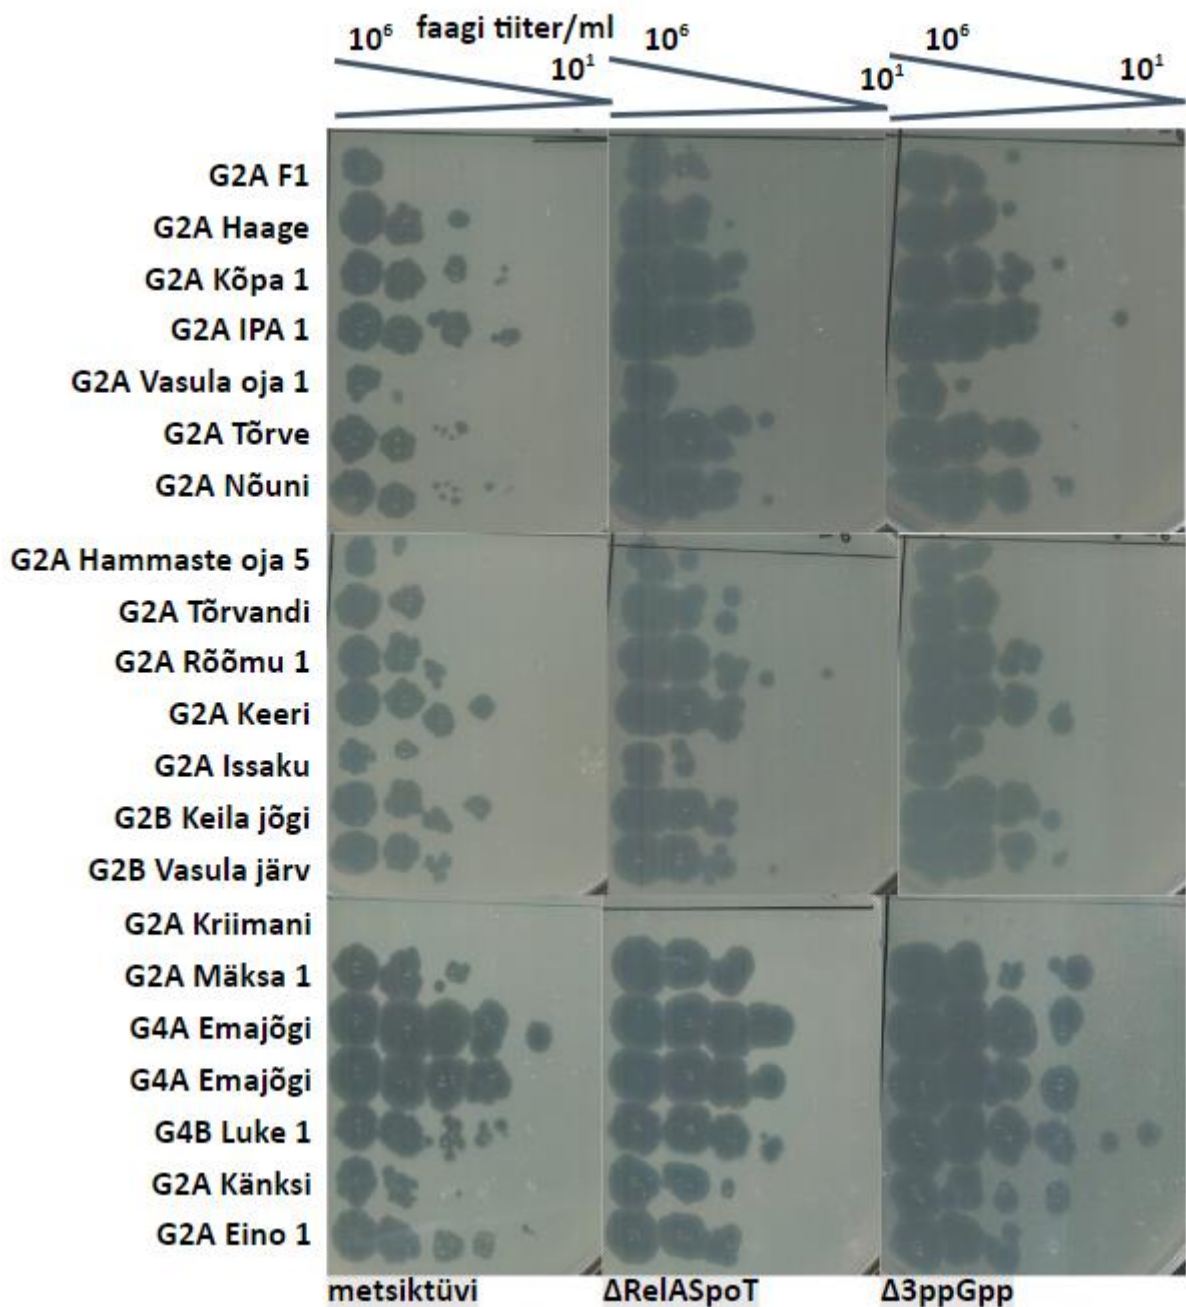 faagi tiiter/ml
10⁶ 10¹ 10⁶ 10¹ 10⁶ 10¹
G2A F1
G2A Haage
G2A Kõpa 1
G2A IPA 1
G2A Vasula oja 1
G2A Tõrve
G2A Nõuni
G2A Hammaste oja 5
G2A Tõrvandi
G2A Rõõmu 1
G2A Keeri
G2A Issaku
G2B Keila jõgi
G2B Vasula järv
G2A Kriimani
G2A Mäksa 1
G4A Emajõgi
G4A Emajõgi
G4B Luke 1
G2A Känksi
G2A Eino 1
metsiktüvi ΔRelASpoT Δ3ppGpp